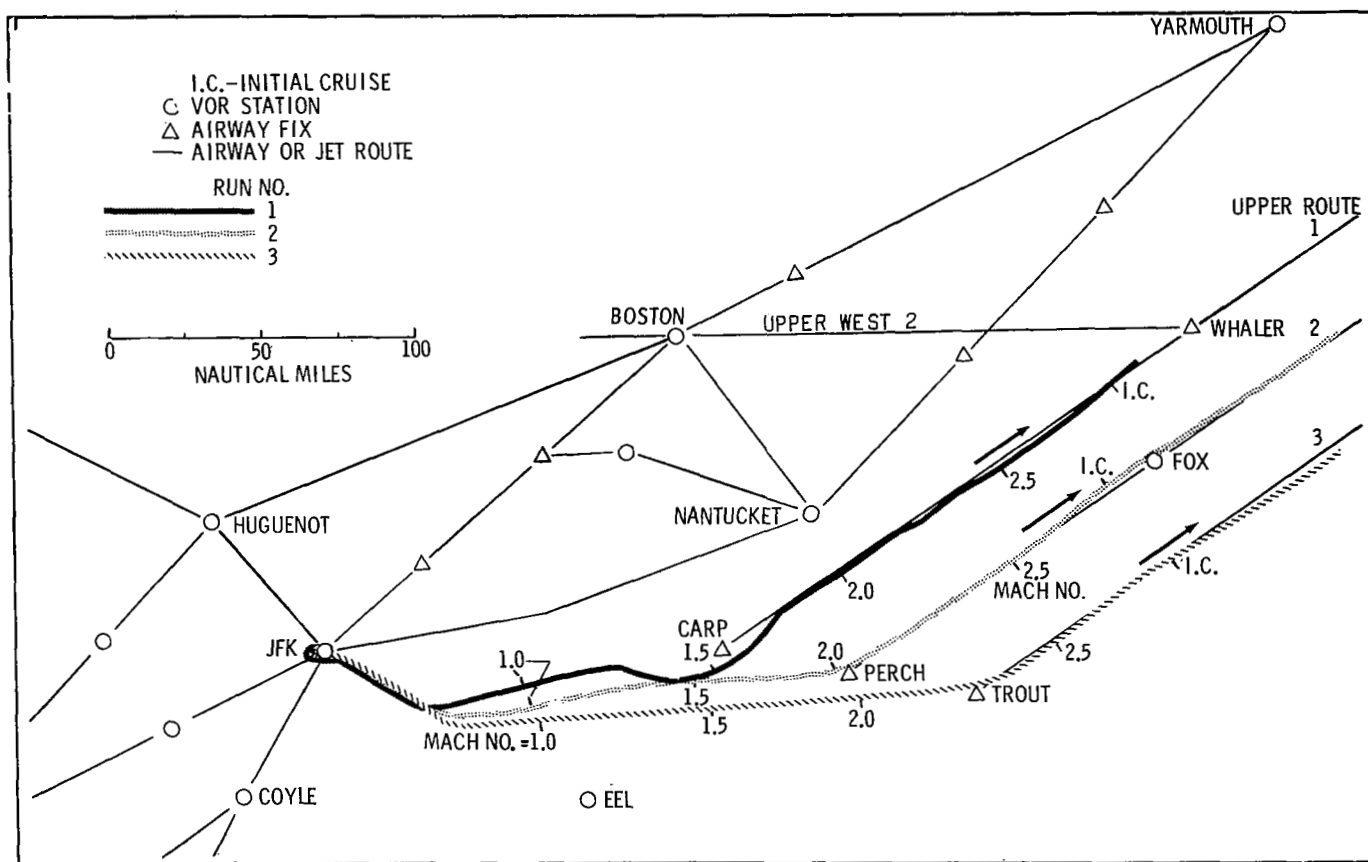 YARMOUTH
I.C.-INITIAL CRUISE
VOR STATION
AIRWAY FIX
AIRWAY OR JET ROUTE
RUN NO.
1
2
3
UPPER ROUTE
1
BOSTON
UPPER WEST 2
WHALER
2
0 50 100
NAUTICAL MILES
I.C.
3
2.5
I.C.
FOX
HUGUENOT
NANTUCKET
2.5
MACH NO.
I.C.
2.0
JFK
CARP
1.0
1.5
2.0
PERCH
2.5
1.5
TROUT
MACH NO. =1.0
1.5
2.0
COYLE
EEL